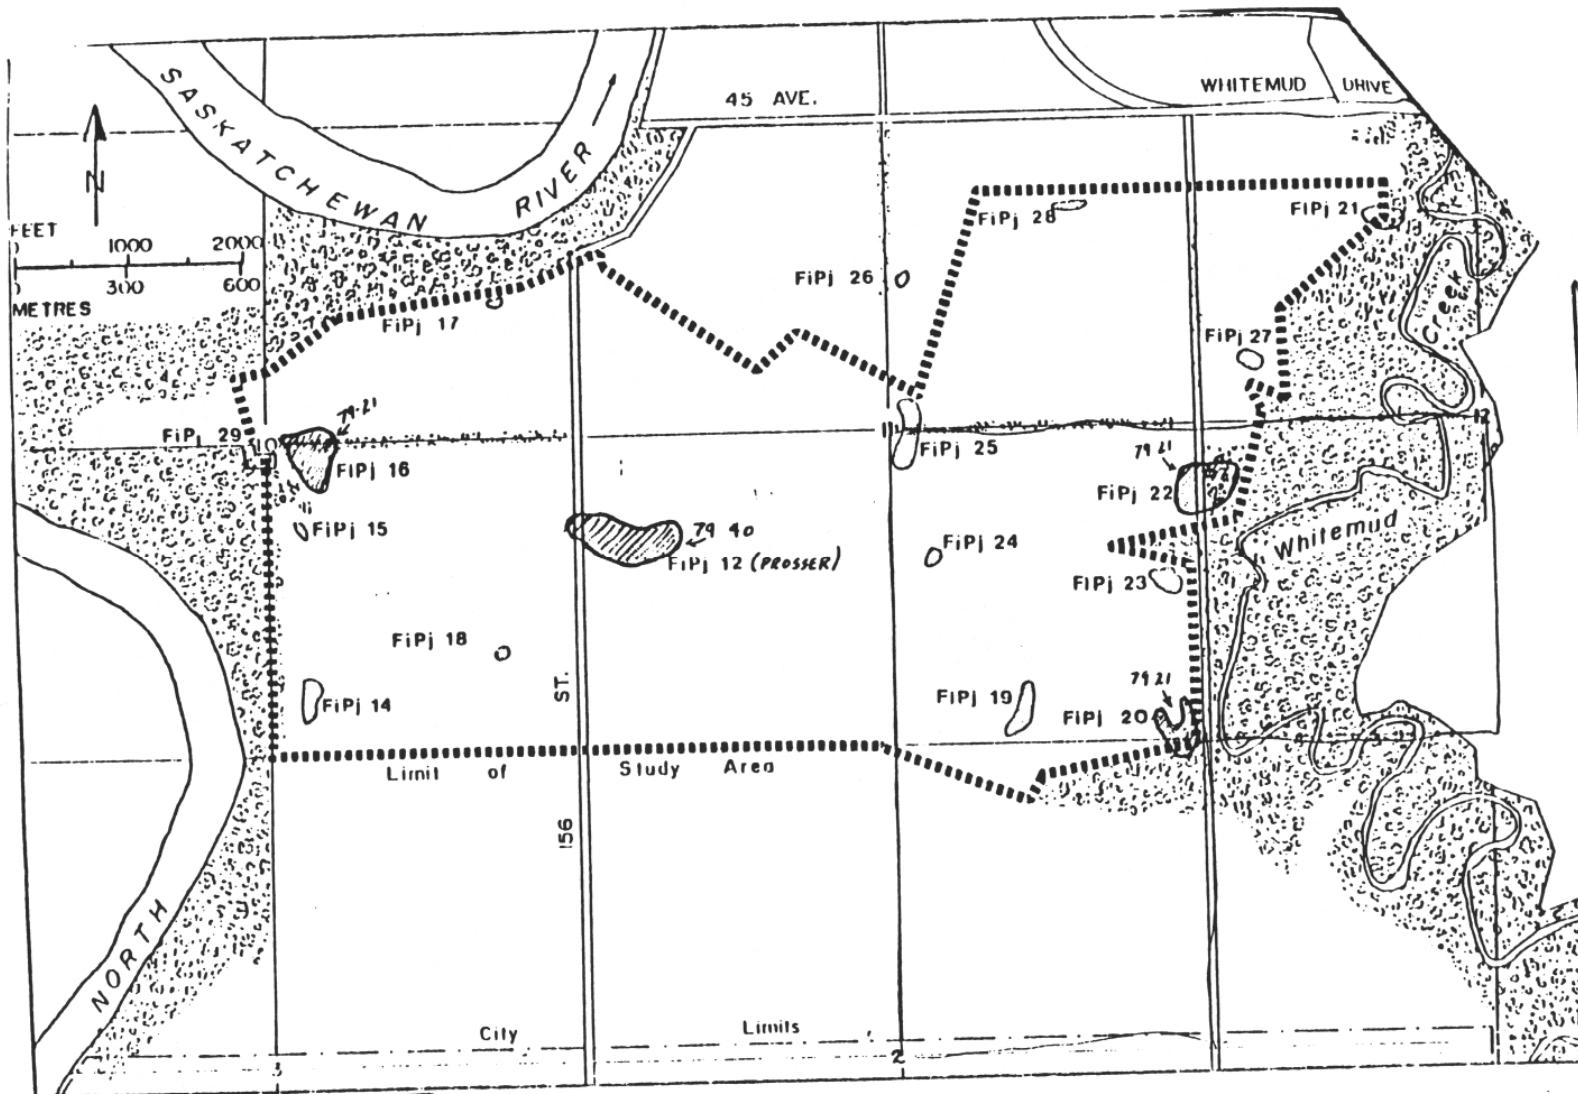 SASKATCHEWAN RIVER
45 AVE.
WHITEMUD DRIVE
N
FEET
1000 2000
300 600
METRES
FiPj 28
FiPj 21
FiPj 26
FiPj 17
FiPj 27
Creek
79-21
FiPj 29
10
FiPj 16
FiPj 25
11
12
79 21
FiPj 22
FiPj 15
79 40
FiPj 12 (PROSSER)
FiPj 24
Whitemud
FiPj 23
FiPj 18
FiPj 14
156 ST.
FiPj 19
79 21
FiPj 20
Limit of Study Area
NORTH
City Limits
3
2